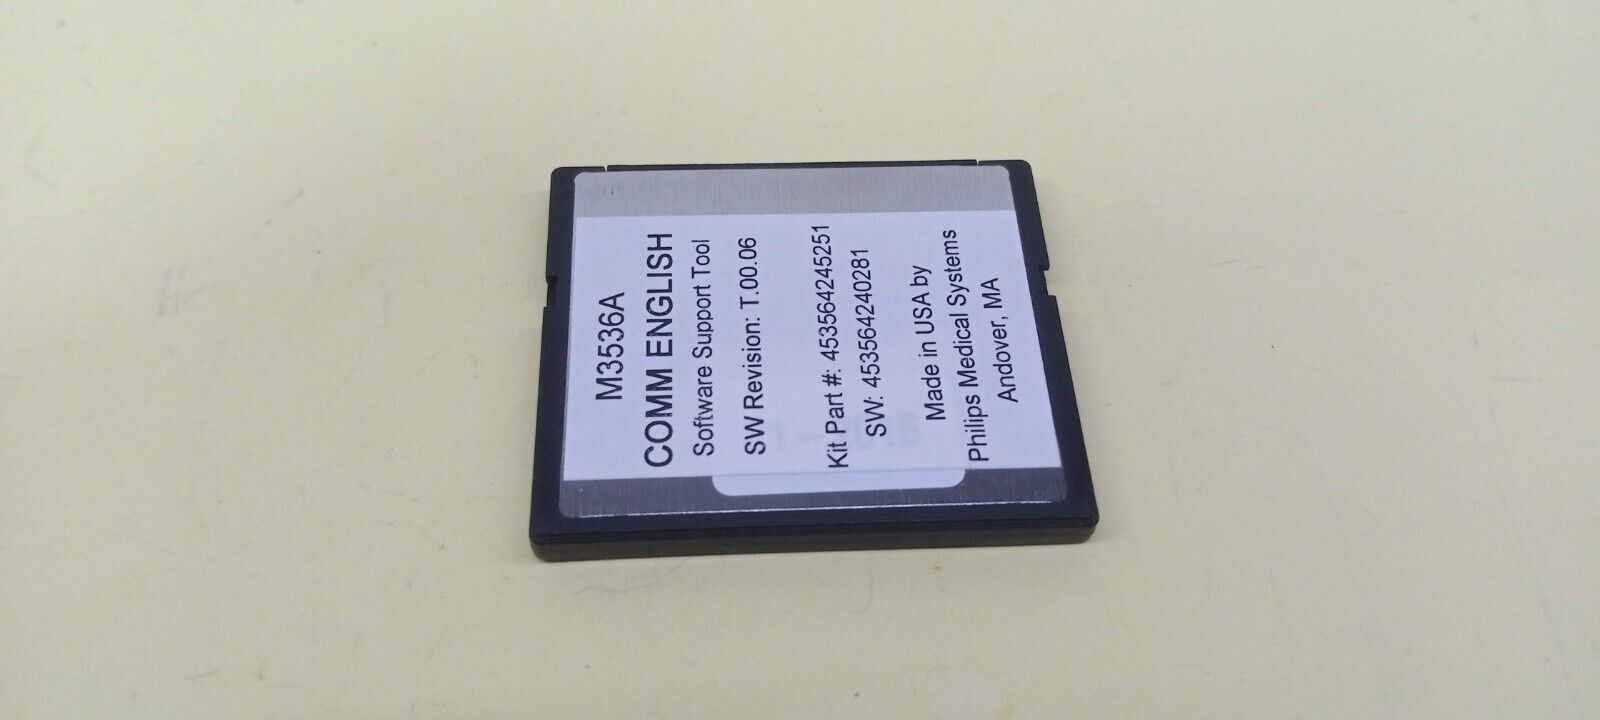 M3536A
COMM ENGLISH
Software Support Tool
SW Revision: T.00.06
Kit Part #: 453564245251
SW: 453564240281
Made in USA by
Philips Medical Systems
Andover, MA